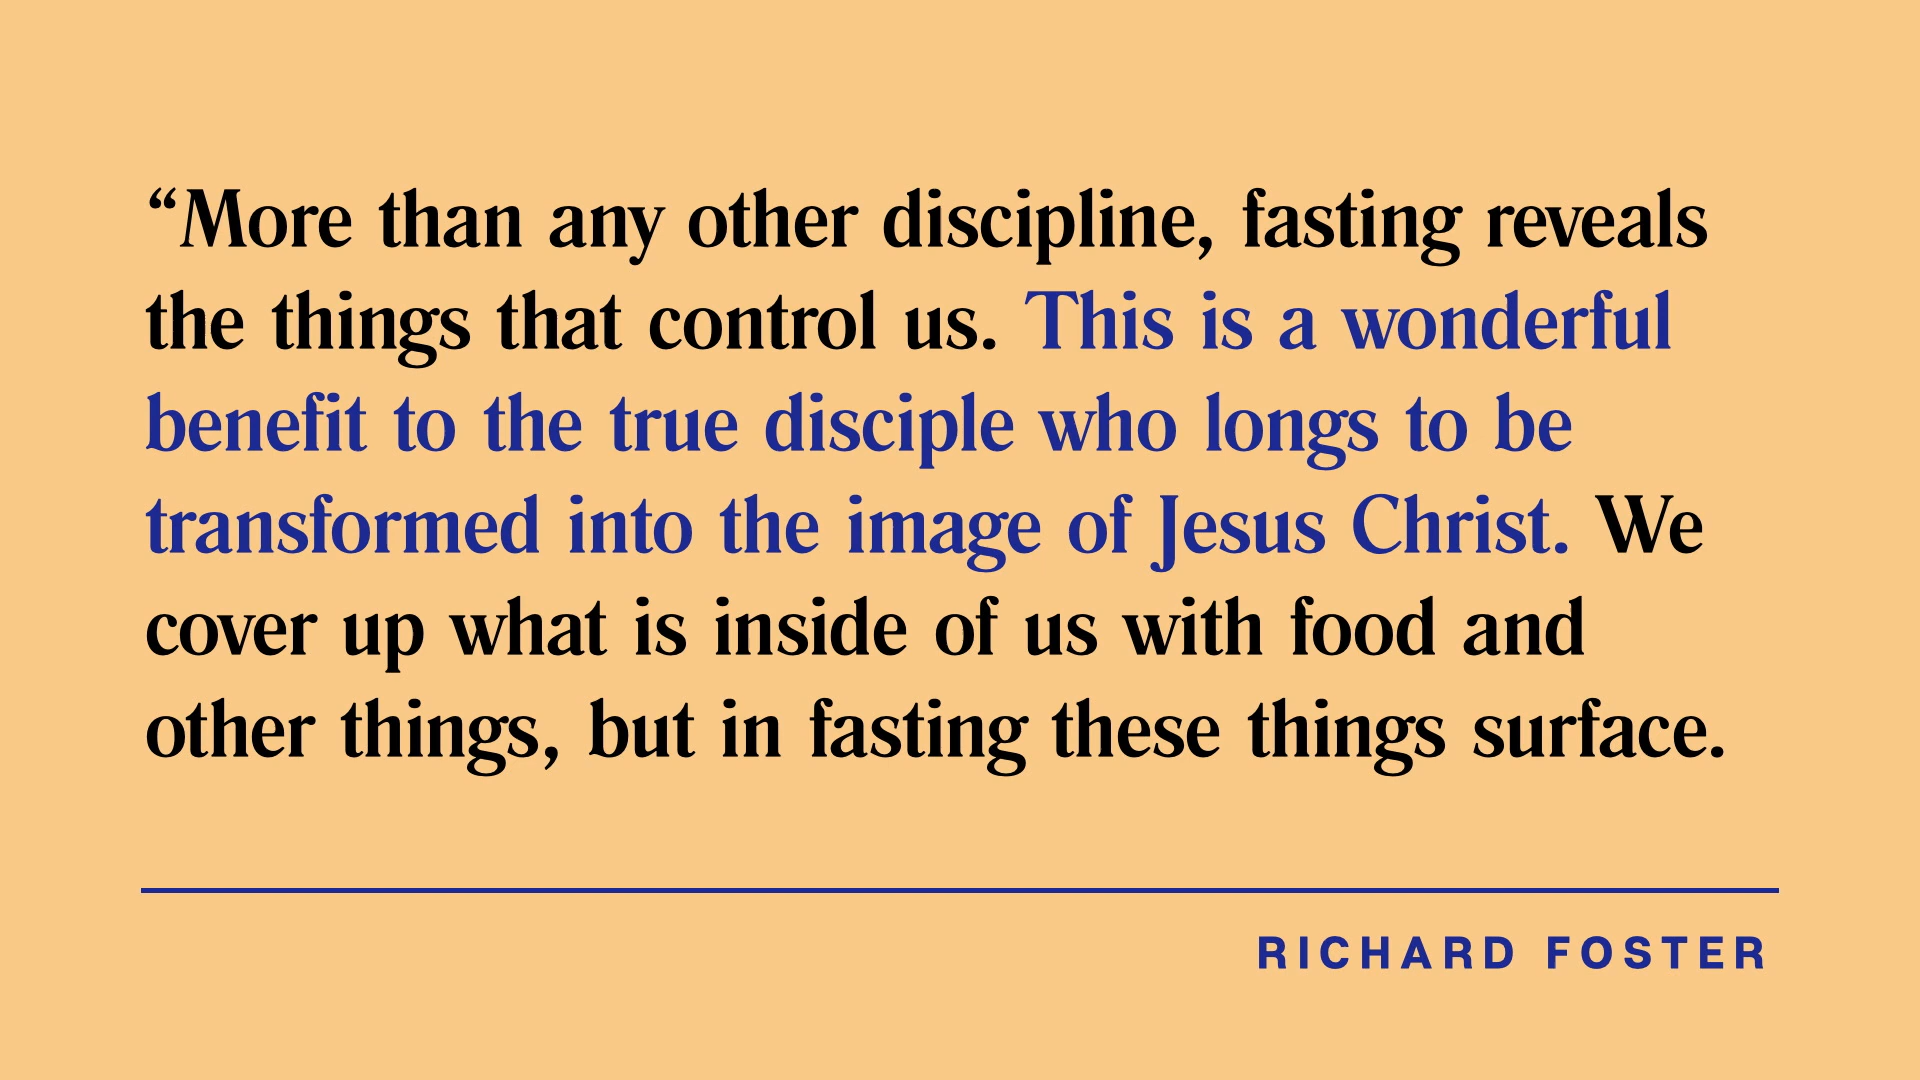 “More than any other discipline, fasting reveals
the things that control us. This is a wonderful
benefit to the true disciple who longs to be
transformed into the image of Jesus Christ. We
cover up what is inside of us with food and
other things, but in fasting these things surface.
RICHARD FOSTER